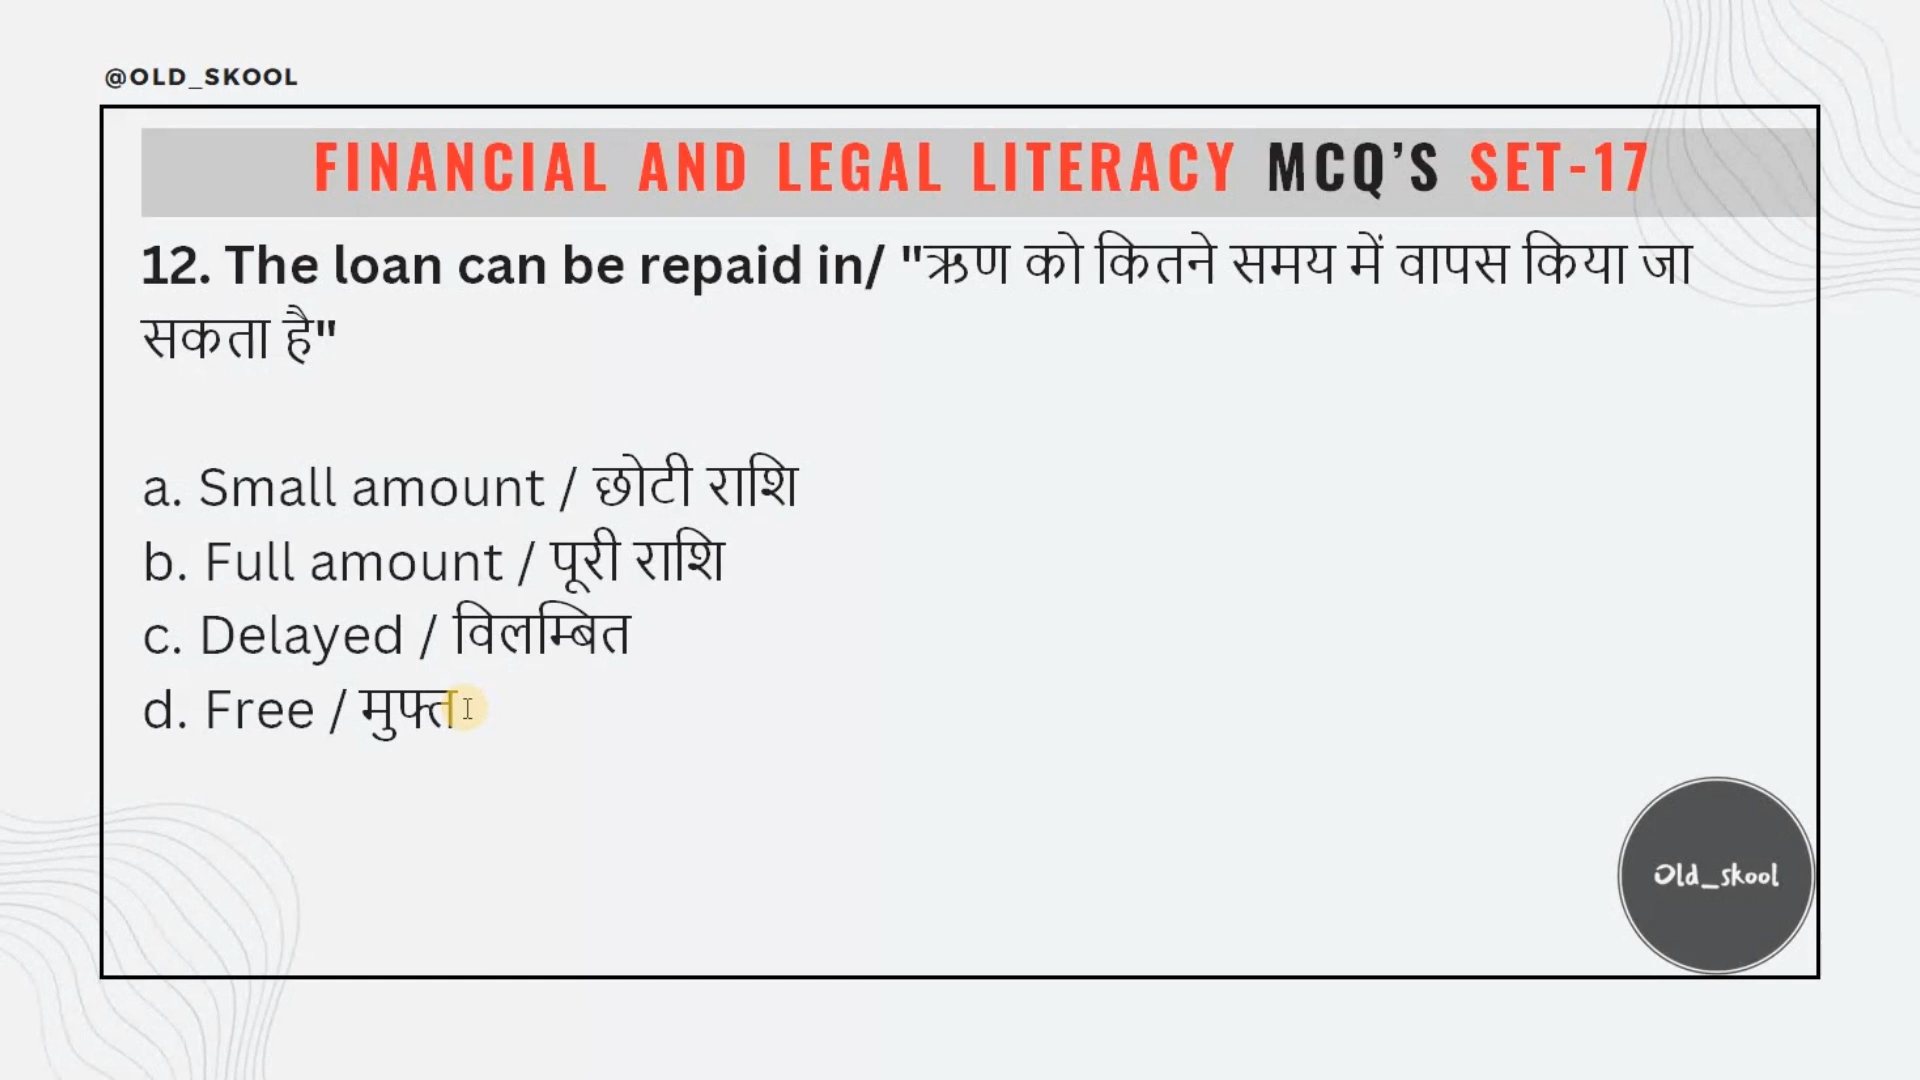 @OLD_SKOOL
FINANCIAL AND LEGAL LITERACY MCQ'S SET-17
12. The loan can be repaid in/ "ऋण को कितने समय में वापस किया जा
सकता है"
a. Small amount / छोटी राशि
b. Full amount / पूरी राशि
c. Delayed / विलम्बित
d. Free / मुफ्त
Old_skool